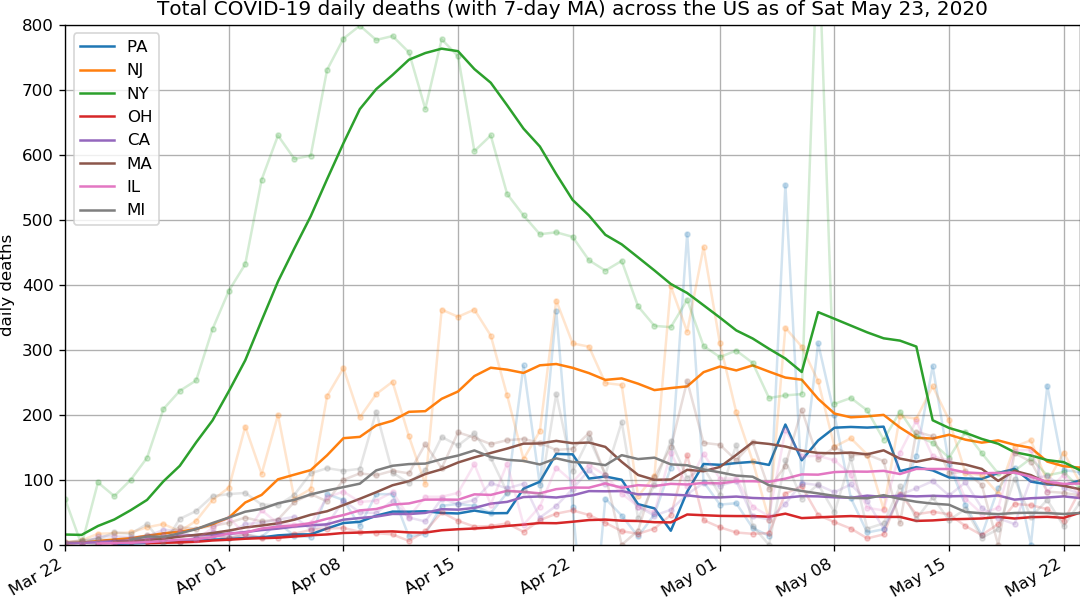 Total COVID-19 daily deaths (with 7-day MA) across the US as of Sat May 23, 2020
daily deaths
800
700
600
500
400
300
200
100
0
PA
NJ
NY
OH
CA
MA
IL
MI
Mar 22
Apr 01
Apr 08
Apr 15
Apr 22
May 01
May 08
May 15
May 22